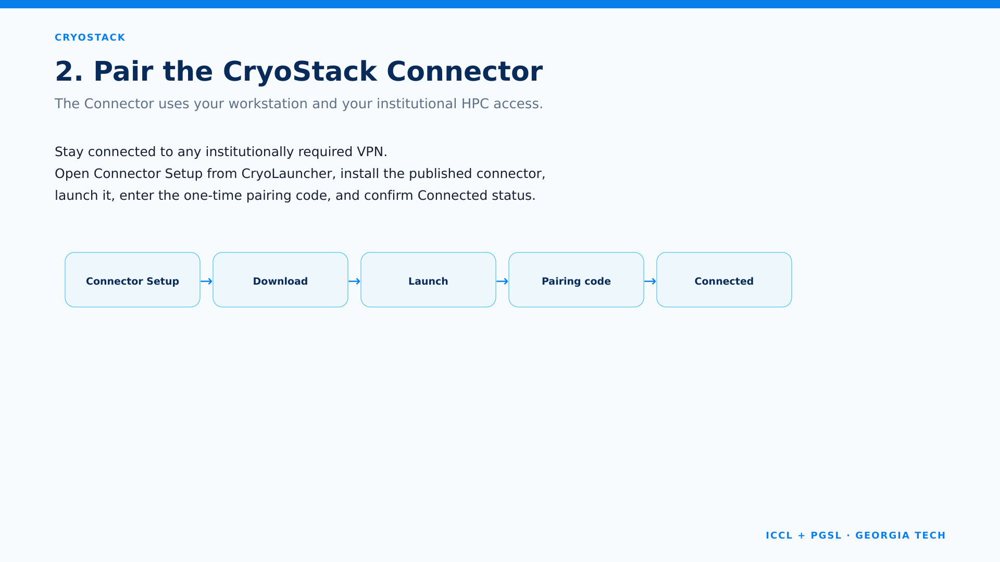 CRYOSTACK
2. Pair the CryoStack Connector
The Connector uses your workstation and your institutional HPC access.
Stay connected to any institutionally required VPN.
Open Connector Setup from CryoLauncher, install the published connector,
launch it, enter the one-time pairing code, and confirm Connected status.
Connector Setup → Download → Launch → Pairing code → Connected
ICCL + PGSL · GEORGIA TECH